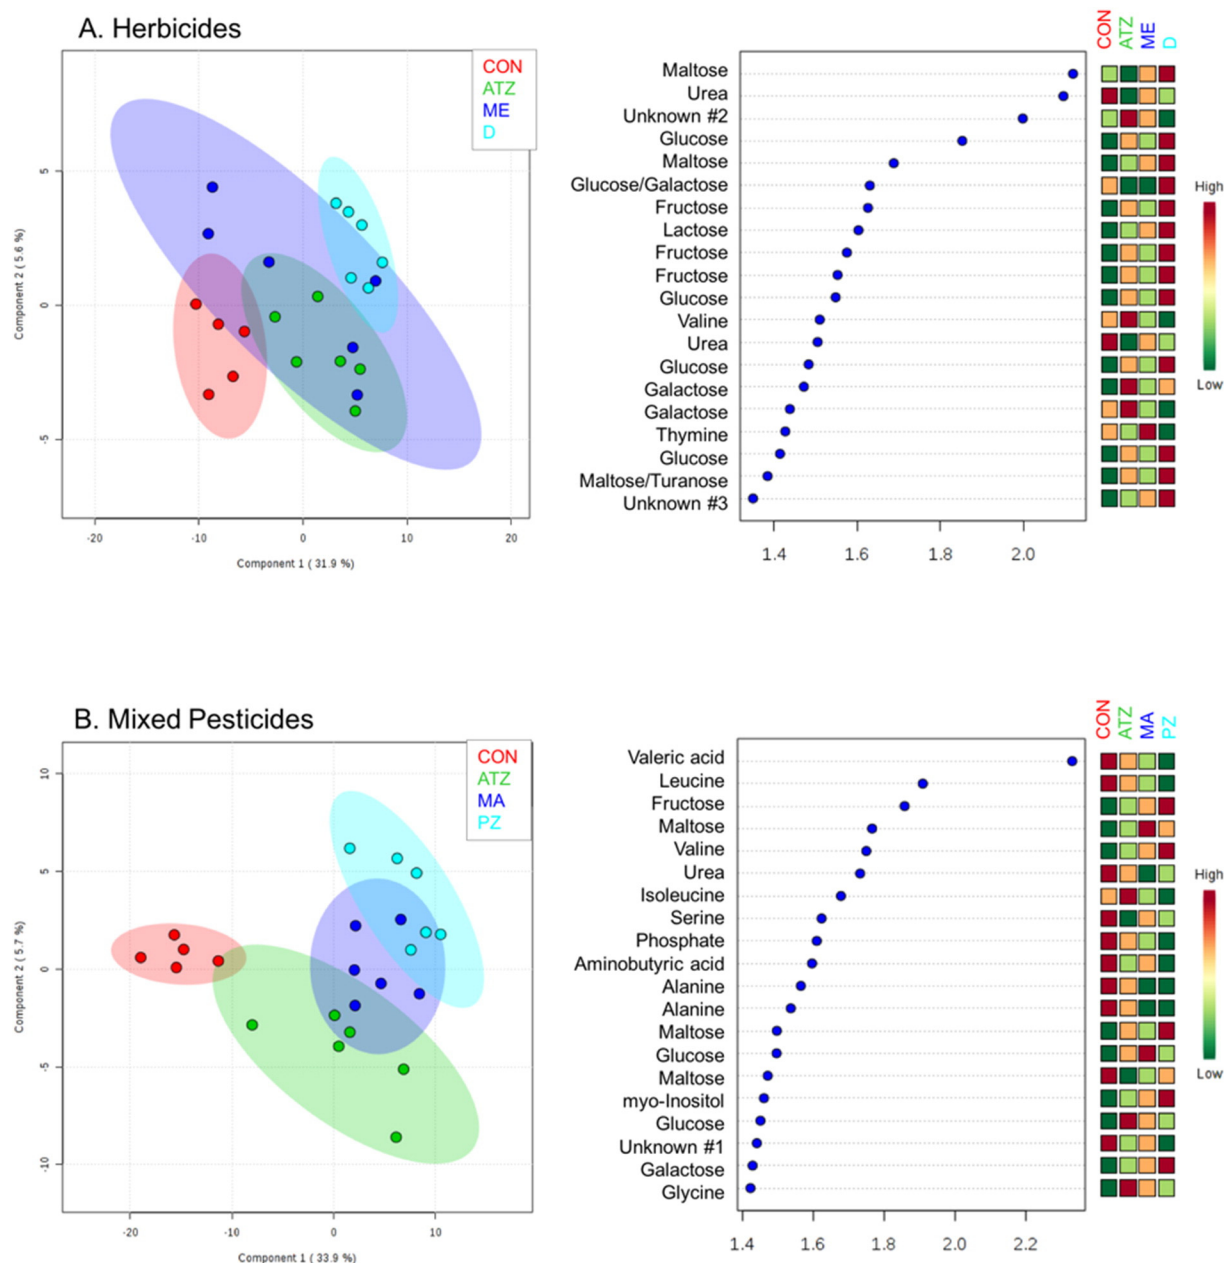 A. Herbicides
CON
ATZ
ME
D
5
0
-5
-20
-10
0
10
20
Component 2 ( 5.6 %)
Component 1 ( 31.9 %)
CON
ATZ
ME
D
Maltose
Urea
Unknown #2
Glucose
Maltose
Glucose/Galactose
Fructose
Lactose
Fructose
Fructose
Glucose
Valine
Urea
Glucose
Galactose
Galactose
Thymine
Glucose
Maltose/Turanose
Unknown #3
1.4
1.6
1.8
2.0
High
Low
B. Mixed Pesticides
CON
ATZ
MA
PZ
10
5
0
-5
-10
-20
-10
0
10
Component 2 ( 5.7 %)
Component 1 ( 33.9 %)
CON
ATZ
MA
PZ
Valeric acid
Leucine
Fructose
Maltose
Valine
Urea
Isoleucine
Serine
Phosphate
Aminobutyric acid
Alanine
Alanine
Maltose
Glucose
Maltose
myo-Inositol
Glucose
Unknown #1
Galactose
Glycine
1.4
1.6
1.8
2.0
2.2
High
Low